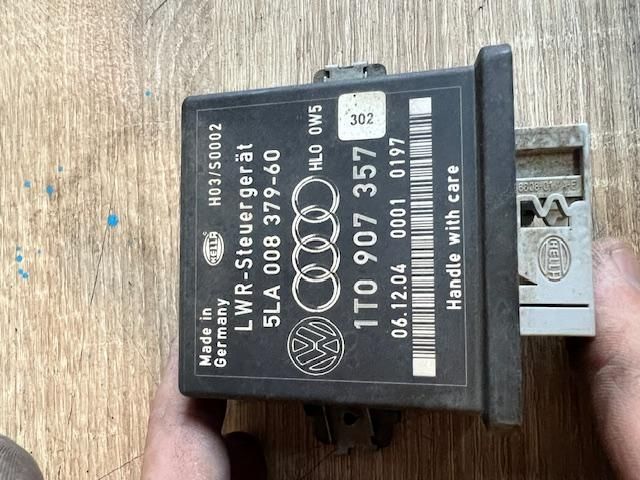 Made in
Germany
HELLA
H03/S0002
LWR-Steuergerät
5LA 008 379-60
HLO 0W5
302
1T0 907 357
06.12.04 0001 0197
Handle with care
HELLA